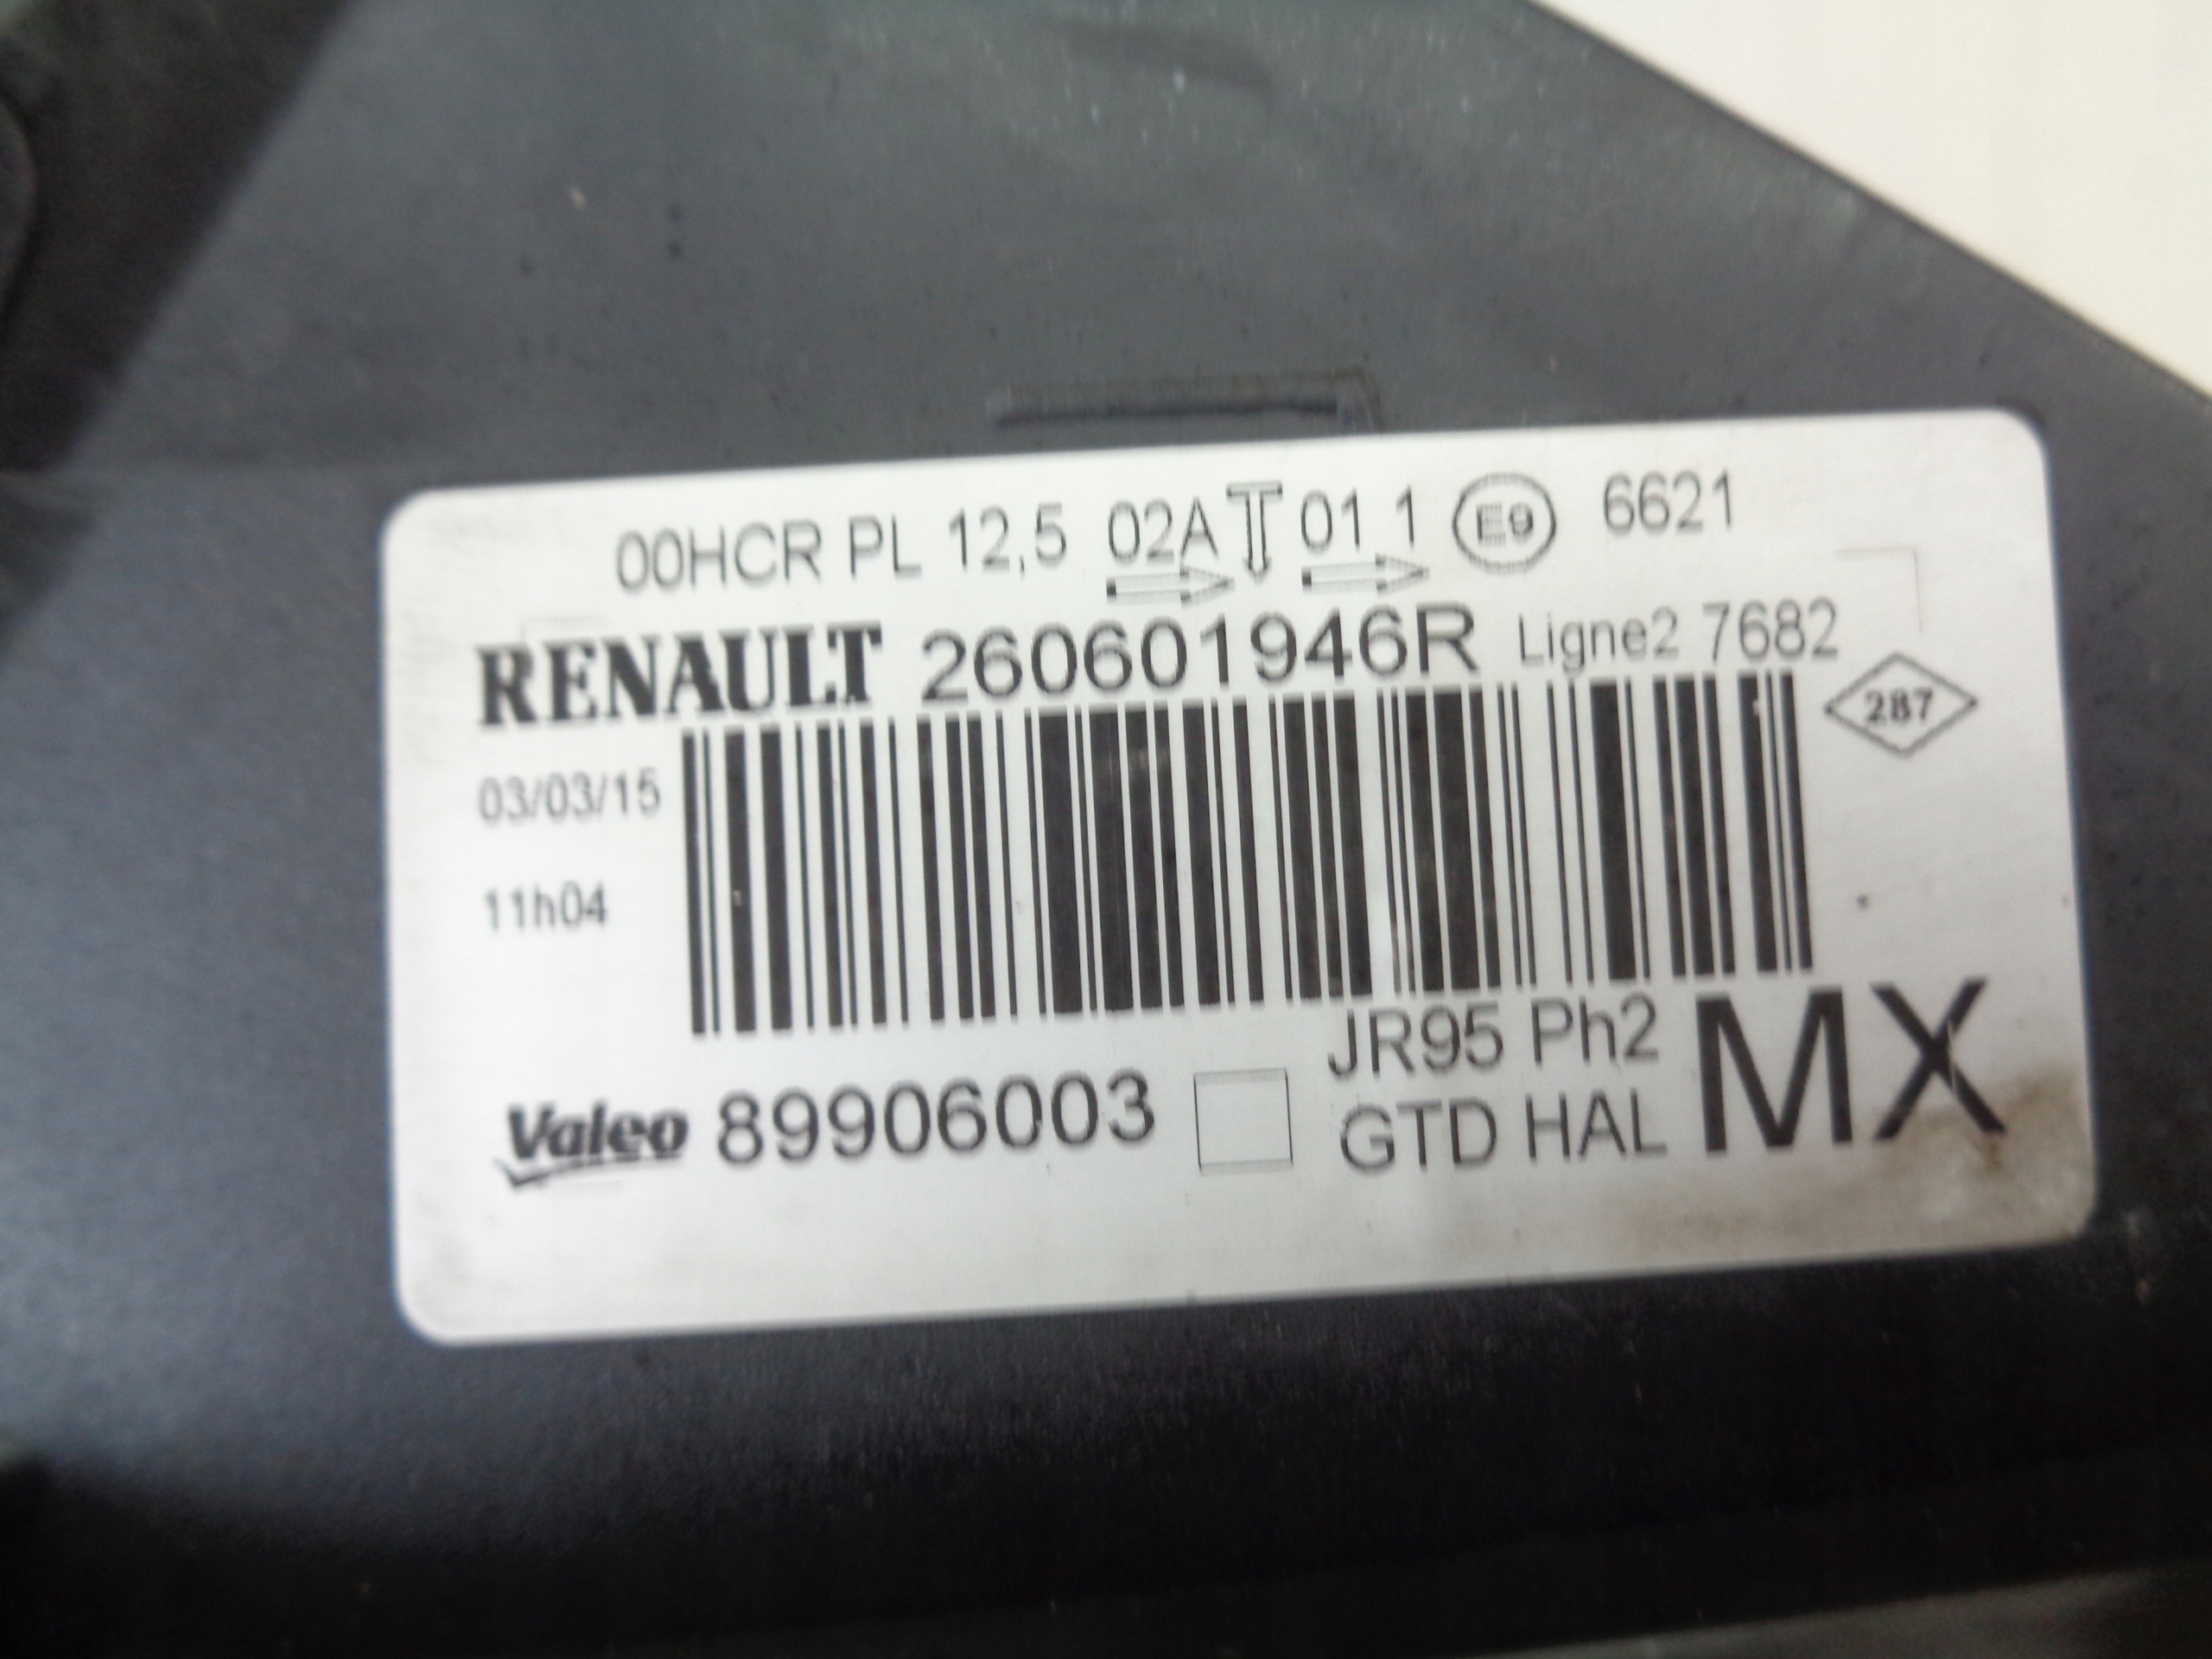 00HCR PL 12,5 02A 01 1 E9 6621
RENAULT 260601946R Ligne2 7682
287
03/03/15
11h04
JR95 Ph2 MX
Valeo 89906003 GTD HAL